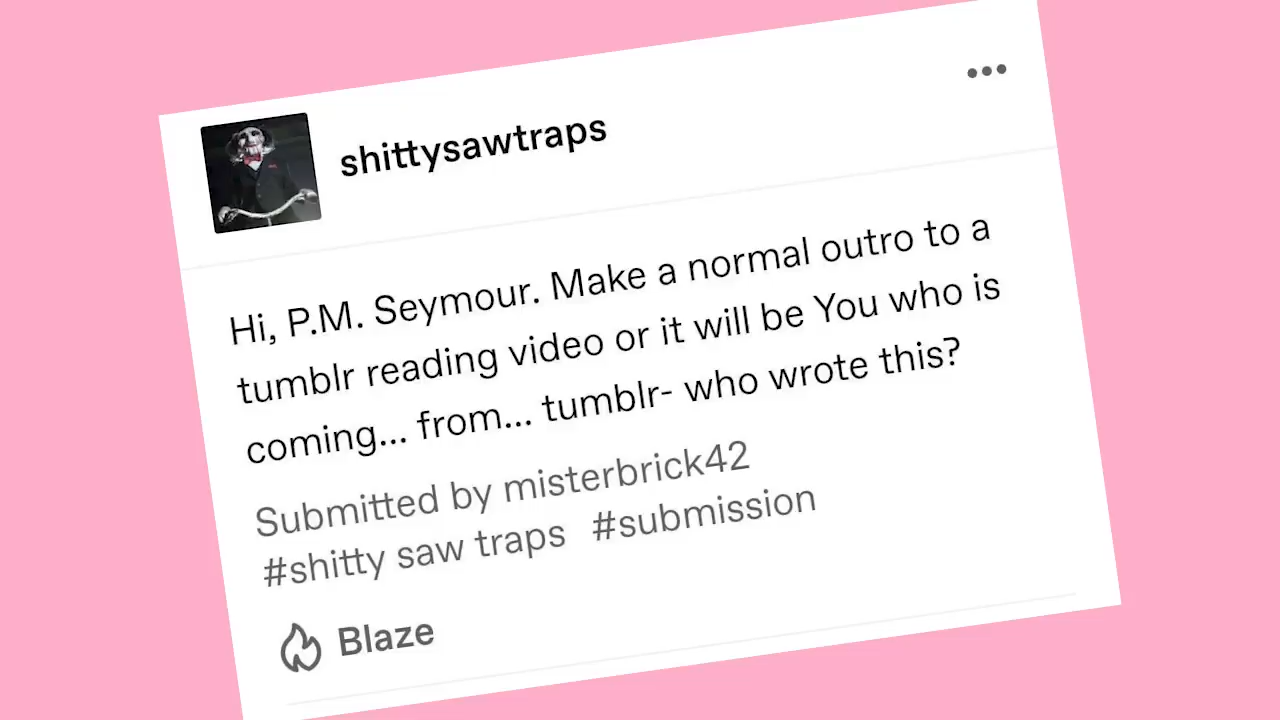 shittysawtraps
Hi, P.M. Seymour. Make a normal outro to a
tumblr reading video or it will be You who is
coming... from... tumblr- who wrote this?
Submitted by misterbrick42
#shitty saw traps #submission
Blaze